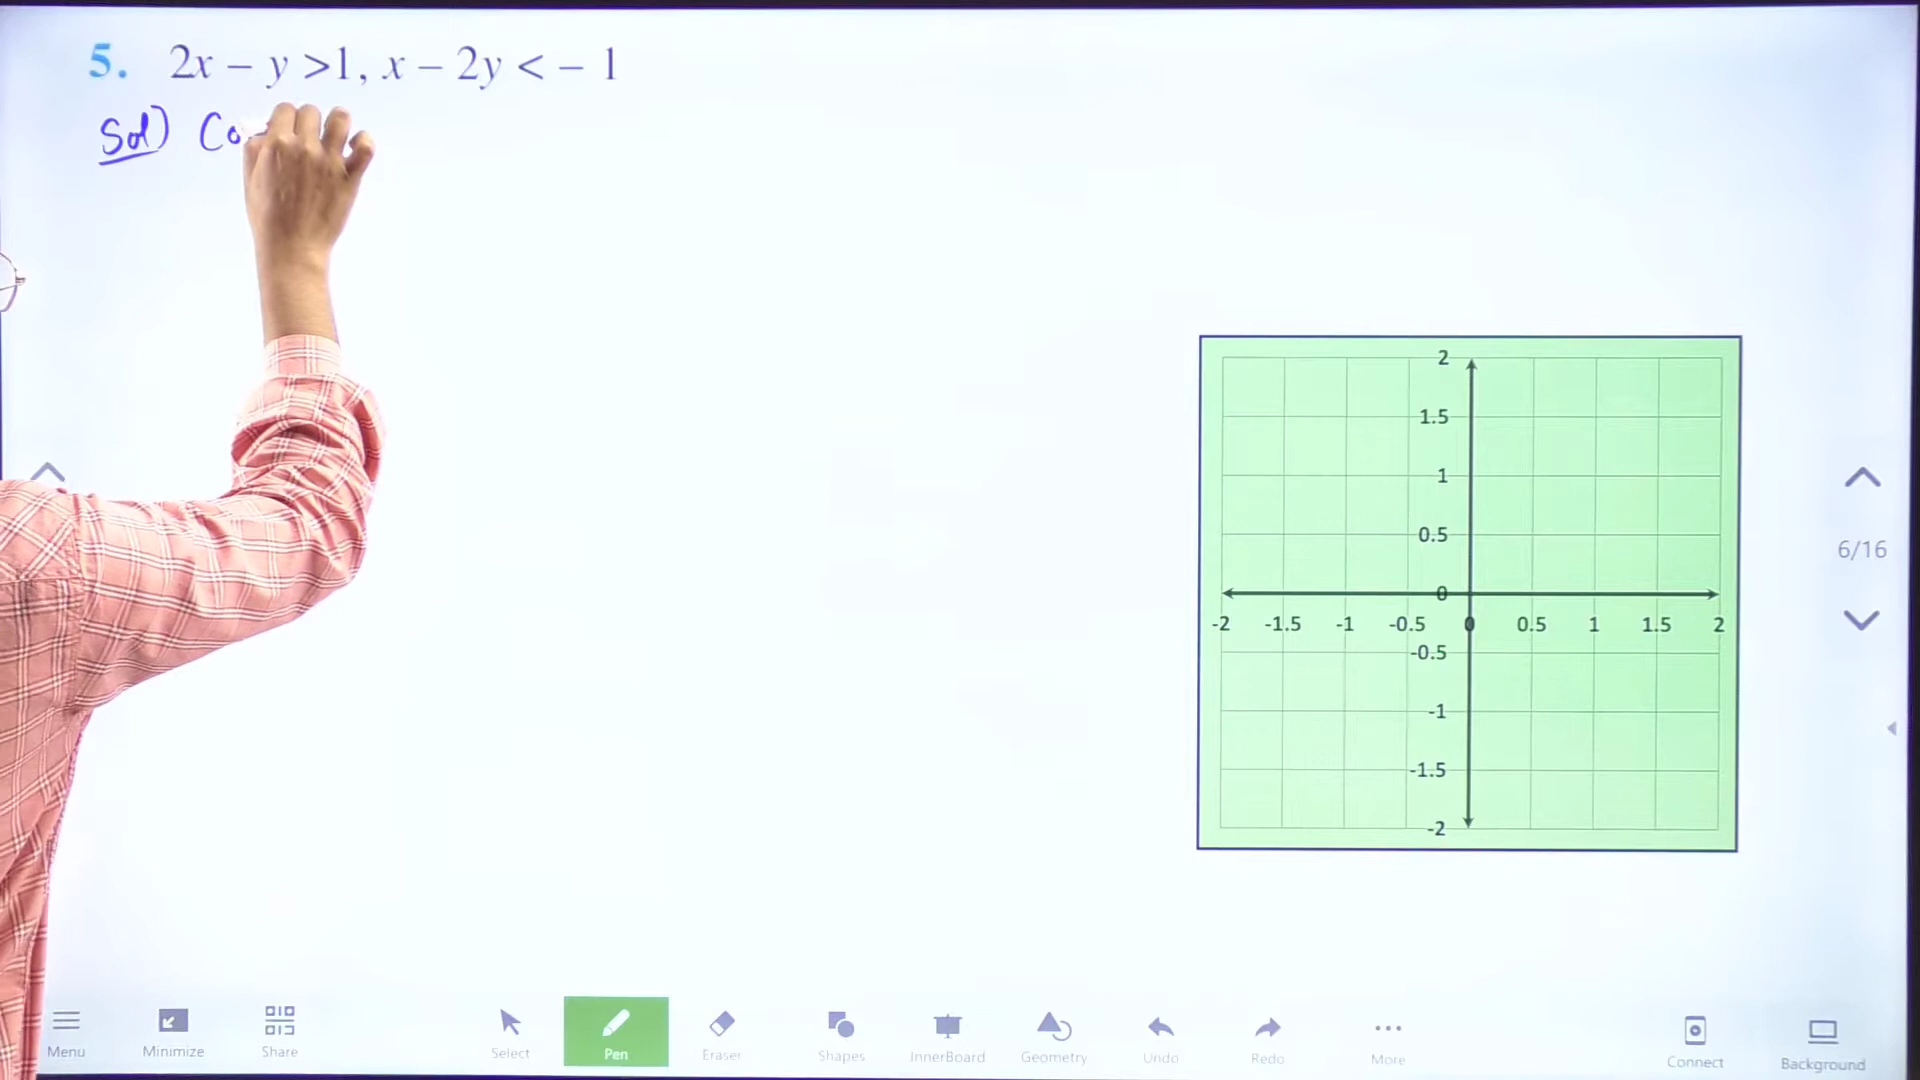 5. 2x – y >1, x – 2y < – 1
Sol)
2
1.5
1
0.5
0
-2 -1.5 -1 -0.5 0 0.5 1 1.5 2
-0.5
-1
-1.5
-2
6/16
Menu Minimize Share Select Pen Eraser Shapes InnerBoard Geometry Undo Redo More Connect Background